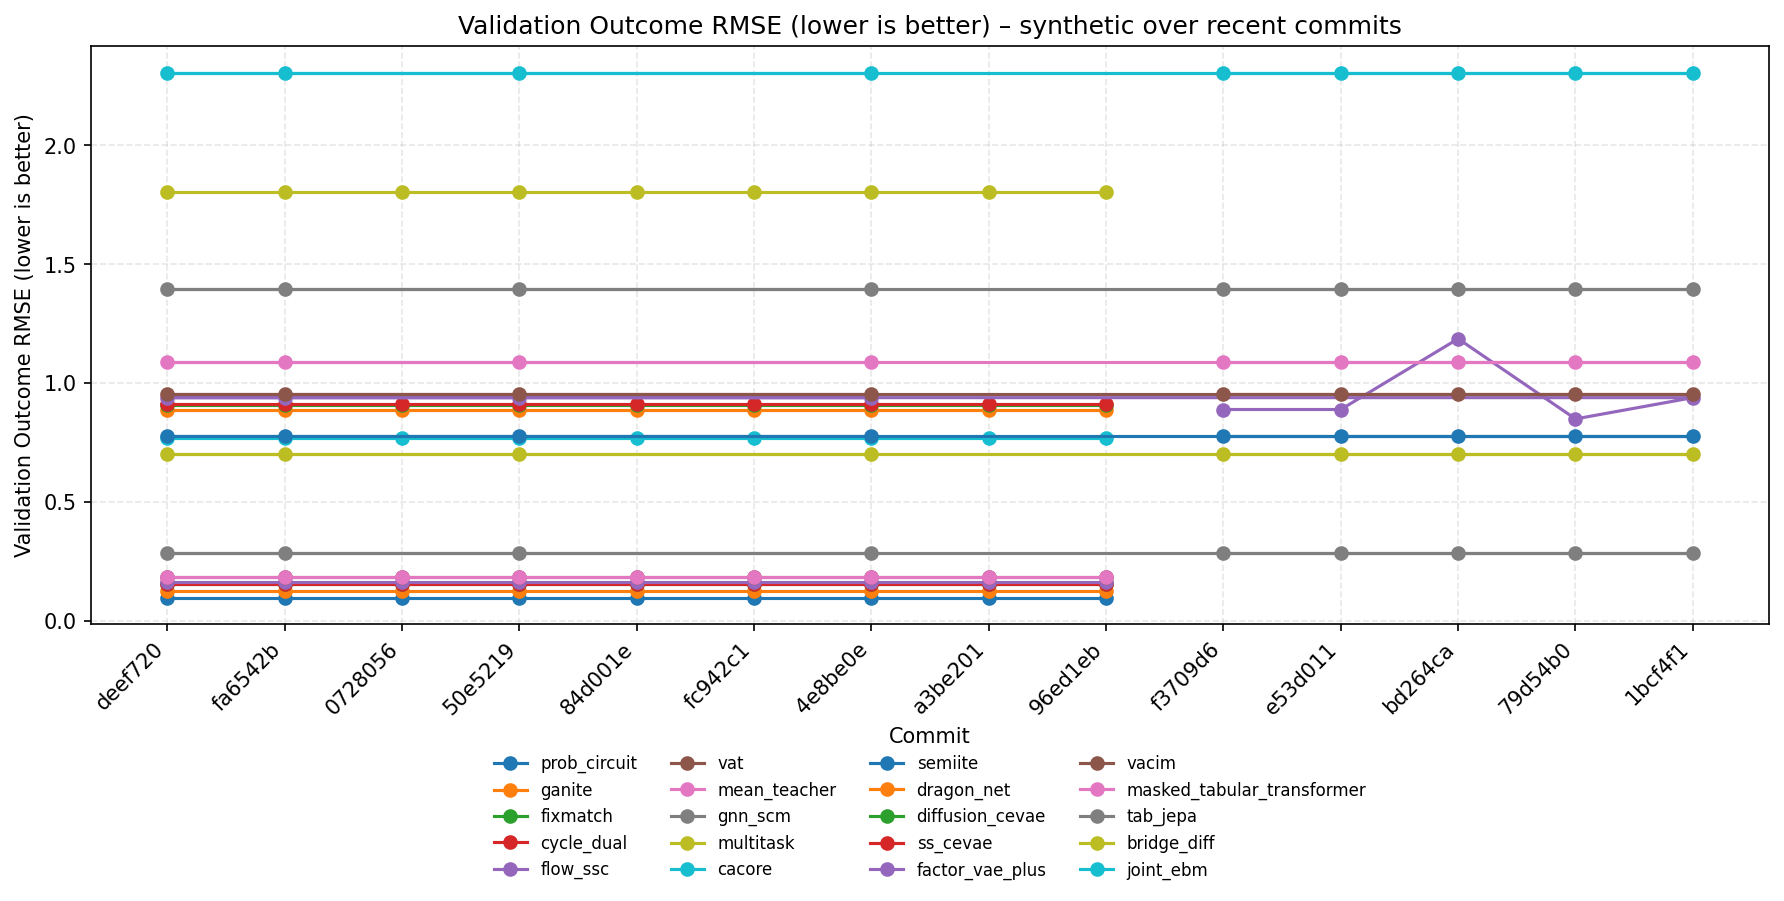 Validation Outcome RMSE (lower is better) – synthetic over recent commits
Validation Outcome RMSE (lower is better)
2.0
1.5
1.0
0.5
0.0
deef720
fa6542b
0728056
50e5219
84d001e
fc942c1
4e8be0e
a3be201
96ed1eb
f3709d6
e53d011
bd264ca
79d54b0
1bcf4f1
Commit
prob_circuit
ganite
fixmatch
cycle_dual
flow_ssc
vat
mean_teacher
gnn_scm
multitask
cacore
semiite
dragon_net
diffusion_cevae
ss_cevae
factor_vae_plus
vacim
masked_tabular_transformer
tab_jepa
bridge_diff
joint_ebm